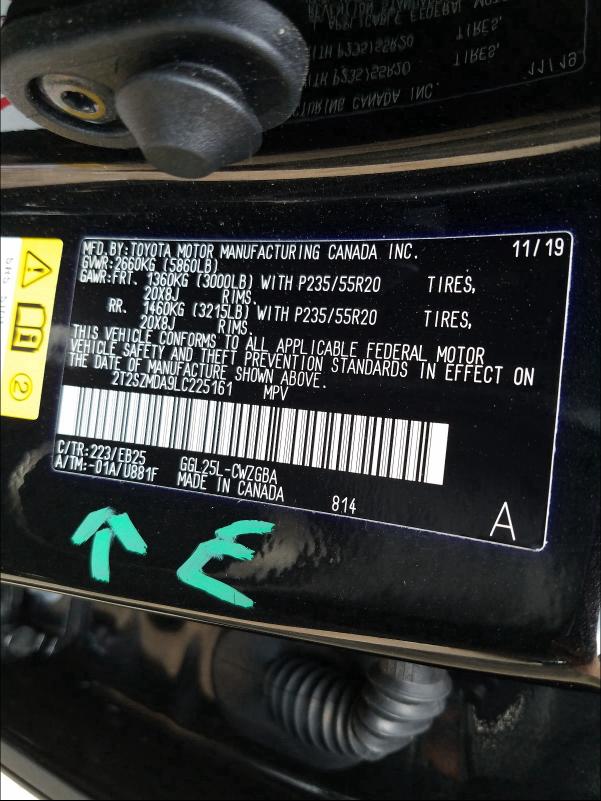 MFD.BY:TOYOTA MOTOR MANUFACTURING CANADA INC. 11/19
GVWR:2660KG (5860LB)
GAWR:FRT. 1360KG (3000LB) WITH P235/55R20 TIRES,
20X8J RIMS.
RR. 1460KG (3215LB) WITH P235/55R20 TIRES,
20X8J RIMS.
THIS VEHICLE CONFORMS TO ALL APPLICABLE FEDERAL MOTOR
VEHICLE SAFETY AND THEFT PREVENTION STANDARDS IN EFFECT ON
THE DATE OF MANUFACTURE SHOWN ABOVE.
2T2SZMDA9LC225161 MPV
C/TR:223/EB25 GGL25L-CWZGBA
A/TM:-01A/U881F MADE IN CANADA 814
A
2